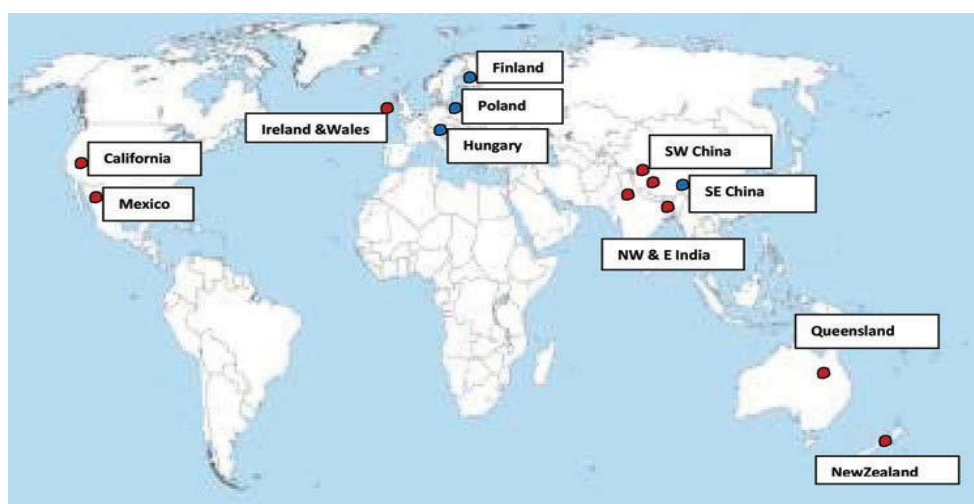 Finland
Poland
Ireland &Wales
Hungary
California
SW China
Mexico
SE China
NW & E India
Queensland
NewZealand